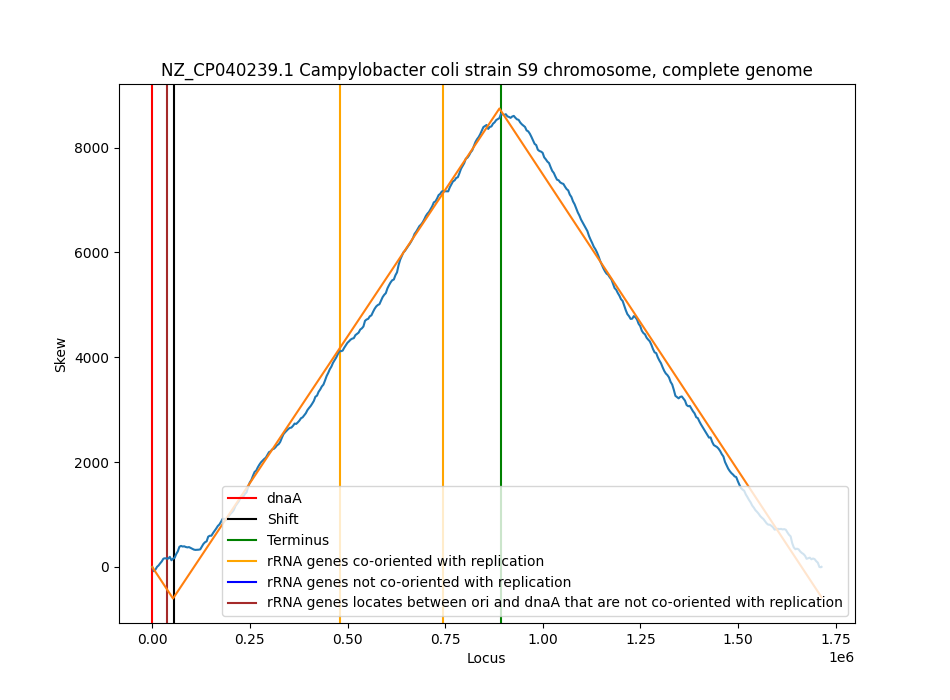 NZ_CP040239.1 Campylobacter coli strain S9 chromosome, complete genome
Skew
8000
6000
4000
2000
0
dnaA
Shift
Terminus
rRNA genes co-oriented with replication
rRNA genes not co-oriented with replication
rRNA genes locates between ori and dnaA that are not co-oriented with replication
0.00 0.25 0.50 0.75 1.00 1.25 1.50 1.75
1e6
Locus